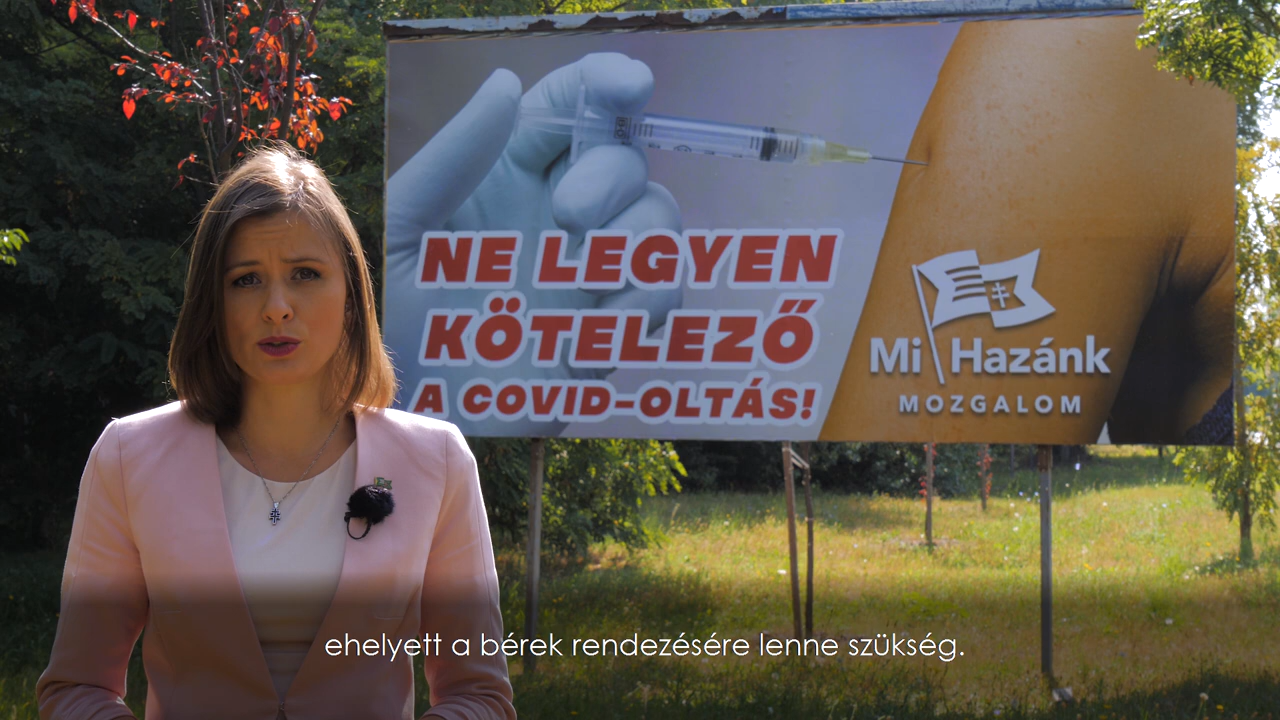 NE LEGYEN
KÖTELEZŐ
A COVID-OLTÁS!
Mi Hazánk
MOZGALOM
ehelyett a bérek rendezésére lenne szükség.